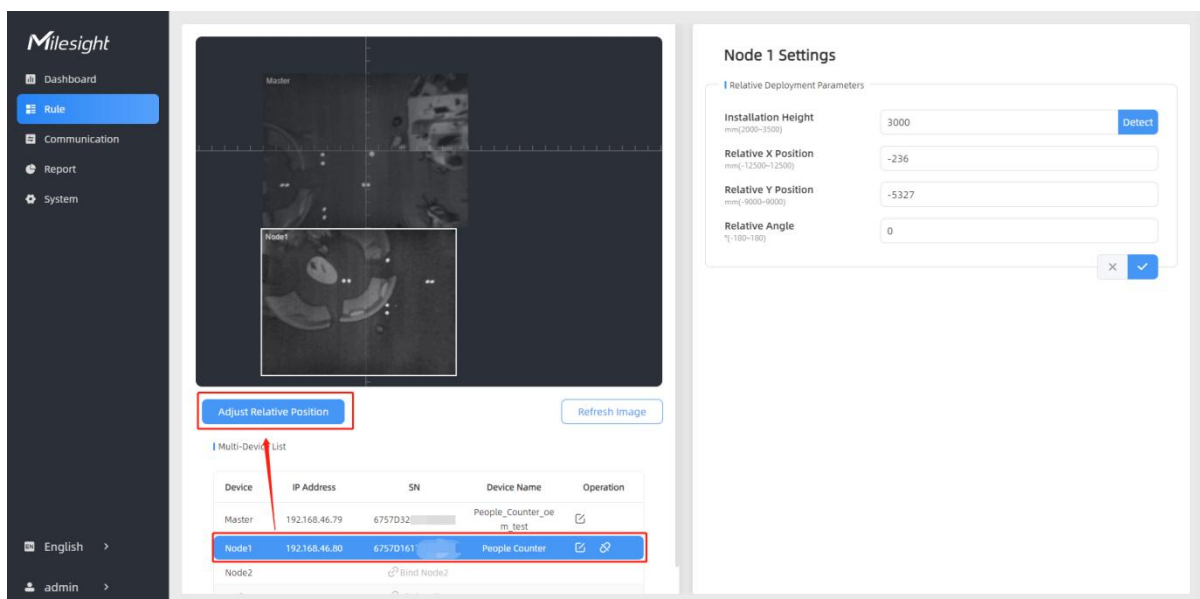 Milesight
Dashboard
Rule
Communication
Report
System
English >
admin >
Master
Node1
Adjust Relative Position
Refresh Image
Multi-Device List
Device IP Address SN Device Name Operation
Master 192.168.46.79 6757D32 People_Counter_oe
m_test
Node1 192.168.46.80 6757D161 People Counter
Node2 Bind Node2
Node 1 Settings
Relative Deployment Parameters
Installation Height
mm(2000~3500)
3000
Detect
Relative X Position
mm(-12500~12500)
-236
Relative Y Position
mm(-9000~9000)
-5327
Relative Angle
°(-180~180)
0